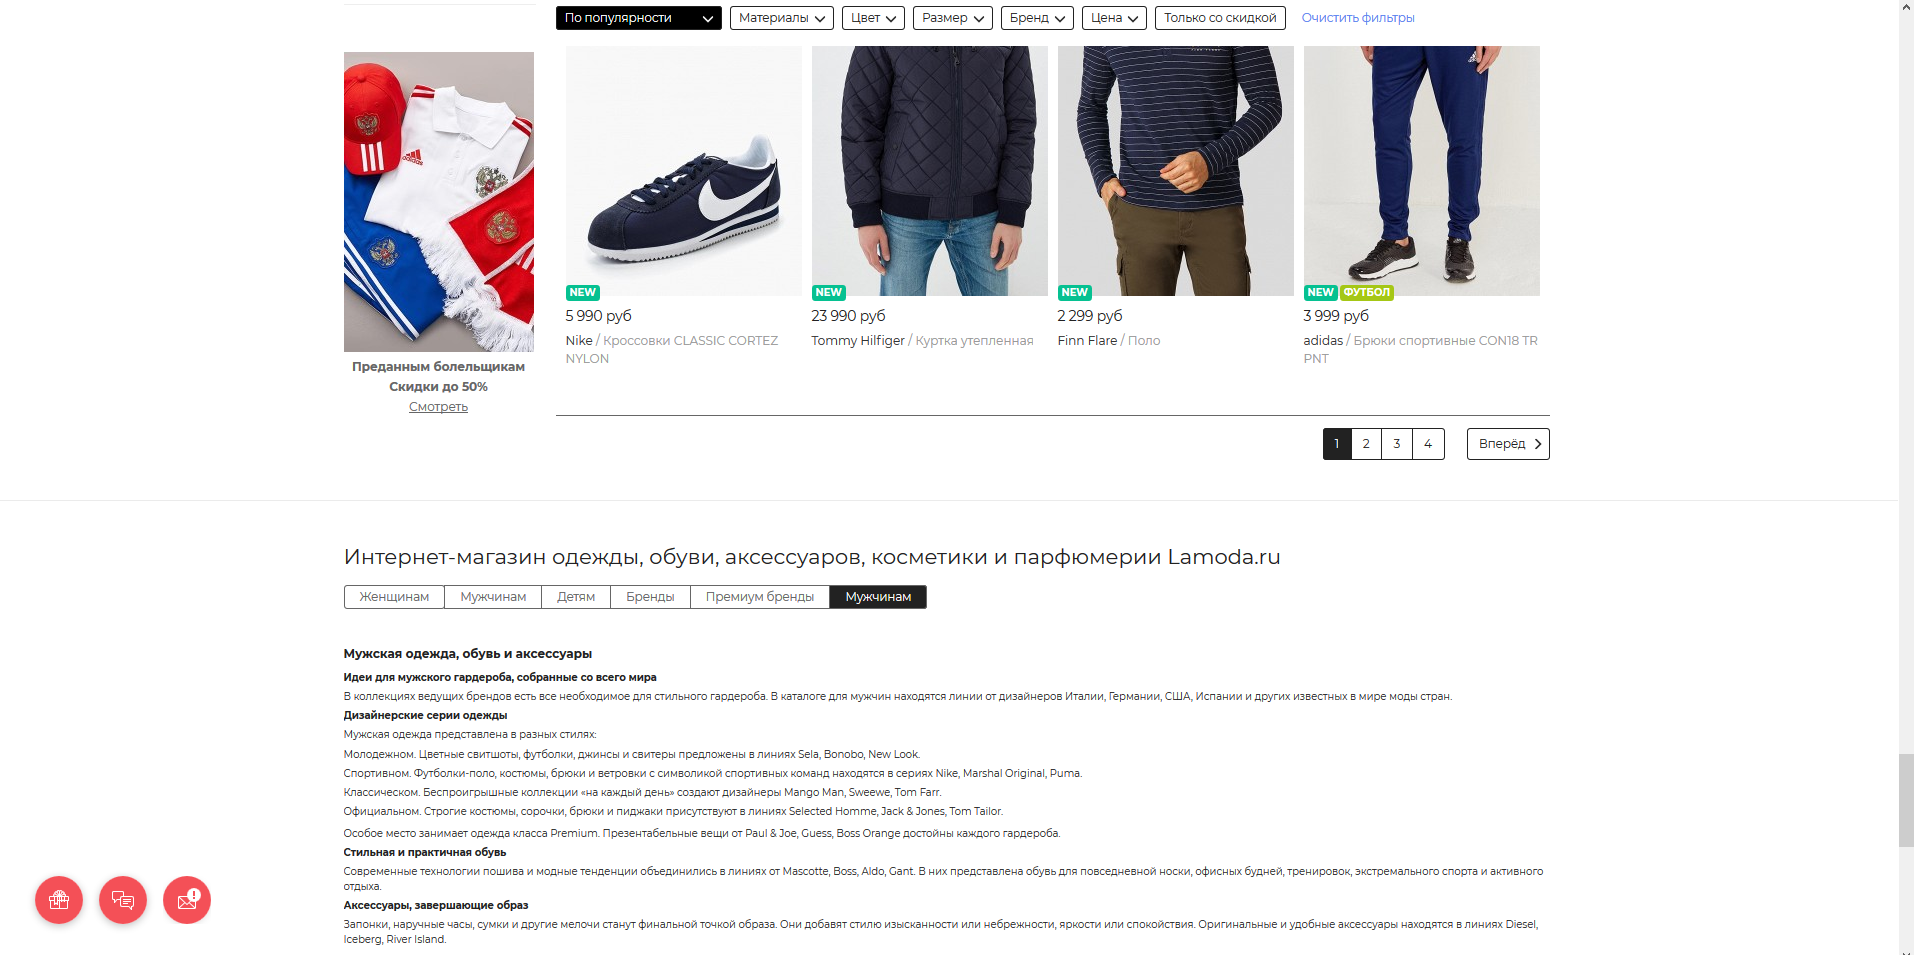 По популярности
Материалы
Цвет
Размер
Бренд
Цена
Только со скидкой
Очистить фильтры
adidas
Преданным болельщикам
Скидки до 50%
Смотреть
NEW
5 990 руб
Nike / Кроссовки CLASSIC CORTEZ
NYLON
NEW
23 990 руб
Tommy Hilfiger / Куртка утепленная
NEW
2 299 руб
Finn Flare / Поло
NEW ФУТБОЛ
3 999 руб
adidas / Брюки спортивные CON18 TR
PNT
1 2 3 4
Вперёд
Интернет-магазин одежды, обуви, аксессуаров, косметики и парфюмерии Lamoda.ru
Женщинам
Мужчинам
Детям
Бренды
Премиум бренды
Мужчинам
Мужская одежда, обувь и аксессуары
Идеи для мужского гардероба, собранные со всего мира
В коллекциях ведущих брендов есть все необходимое для стильного гардероба. В каталоге для мужчин находятся линии от дизайнеров Италии, Германии, США, Испании и других известных в мире моды стран.
Дизайнерские серии одежды
Мужская одежда представлена в разных стилях:
Молодежном. Цветные свитшоты, футболки, джинсы и свитеры предложены в линиях Sela, Bonobo, New Look.
Спортивном. Футболки-поло, костюмы, брюки и ветровки с символикой спортивных команд находятся в сериях Nike, Marshal Original, Puma.
Классическом. Беспроигрышные коллекции «на каждый день» создают дизайнеры Mango Man, Sweewe, Tom Farr.
Официальном. Строгие костюмы, сорочки, брюки и пиджаки присутствуют в линиях Selected Homme, Jack & Jones, Tom Tailor.
Особое место занимает одежда класса Premium. Презентабельные вещи от Paul & Joe, Guess, Boss Orange достойны каждого гардероба.
Стильная и практичная обувь
Современные технологии пошива и модные тенденции объединились в линиях от Mascotte, Boss, Aldo, Gant. В них представлена обувь для повседневной носки, офисных будней, тренировок, экстремального спорта и активного
отдыха.
Аксессуары, завершающие образ
Запонки, наручные часы, сумки и другие мелочи станут финальной точкой образа. Они добавят стилю изысканности или небрежности, яркости или спокойствия. Оригинальные и удобные аксессуары находятся в линиях Diesel,
Iceberg, River Island.